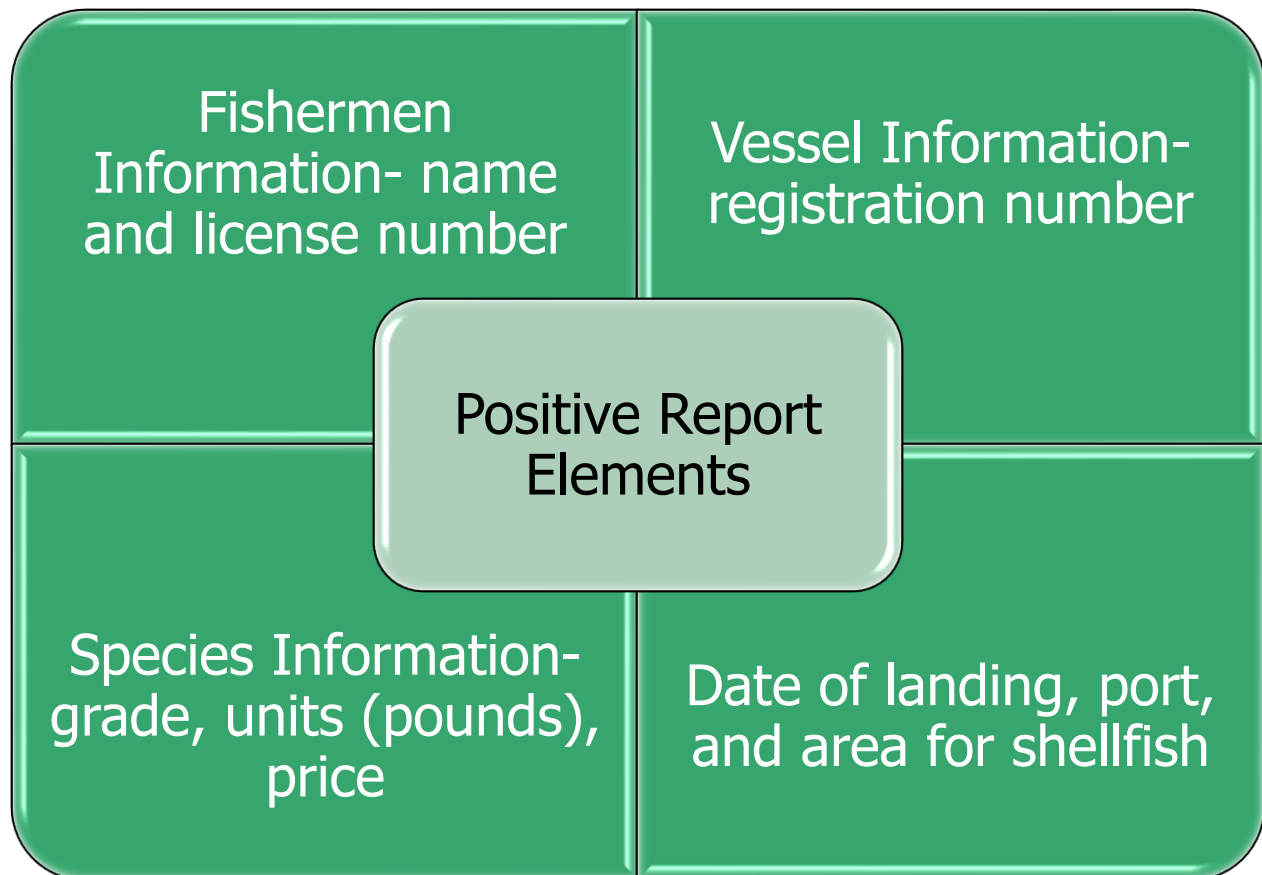 Fishermen
Information- name
and license number
Vessel Information-
registration number
Positive Report
Elements
Species Information-
grade, units (pounds),
price
Date of landing, port,
and area for shellfish